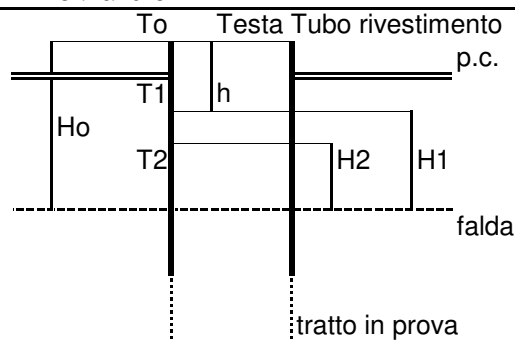 To Testa Tubo rivestimento
p.c.
T1 h
Ho
T2 H2 H1
falda
tratto in prova